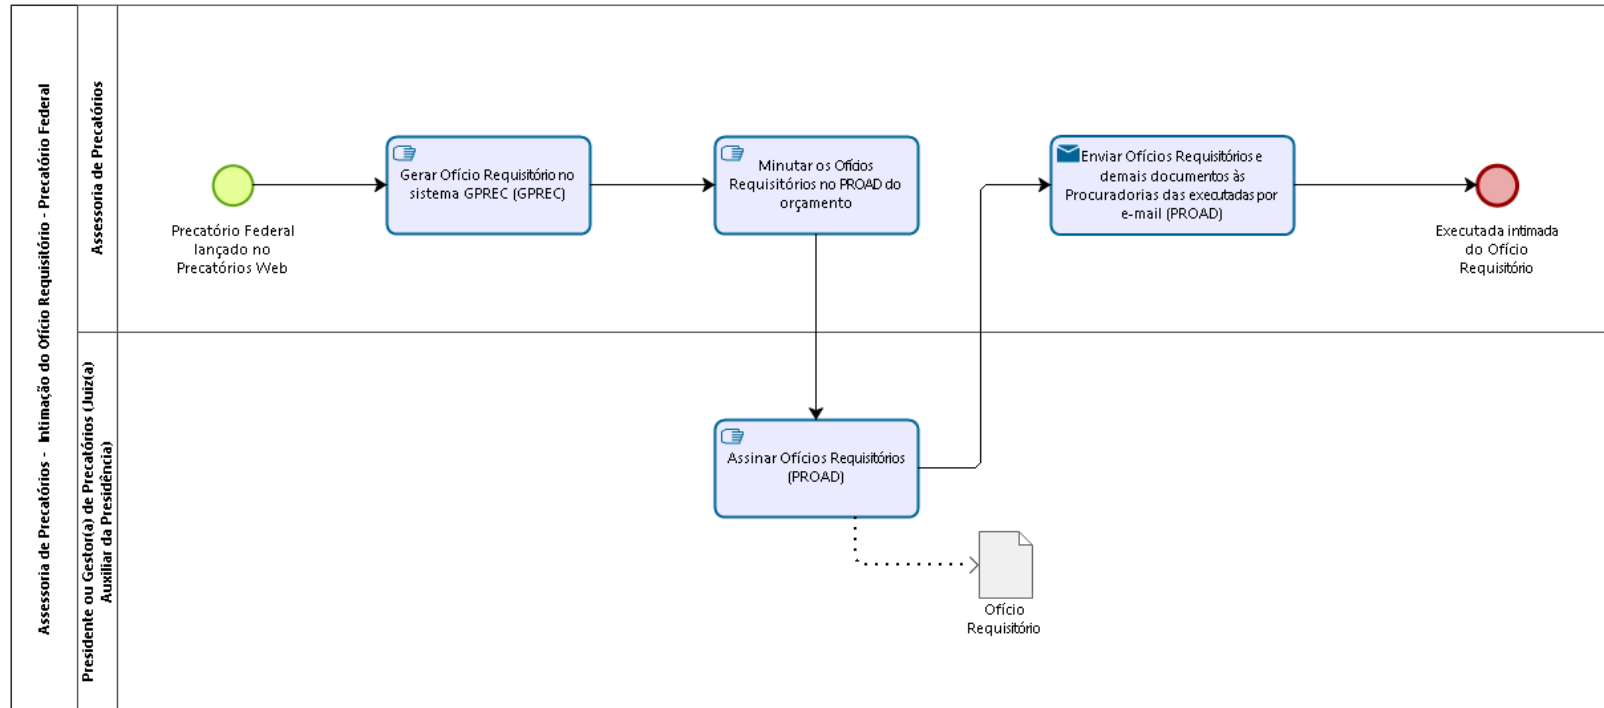 Assessoria de Precatórios - Intimação do Ofício Requisitório - Precatório Federal
Assessoria de Precatórios
Precatório Federal
lançado no
Precatórios Web
Gerar Ofício Requisitório no
sistema GPREC (GPREC)
Minutar os Ofícios
Requisitórios no PROAD do
orçamento
Enviar Ofícios Requisitórios e
demais documentos às
Procuradorias das executadas por
e-mail (PROAD)
Executada intimada
do Ofício
Requisitório
Presidente ou Gestor(a) de Precatórios (Juiz(a)
Auxiliar da Presidência)
Assinar Ofícios Requisitórios
(PROAD)
Ofício
Requisitório